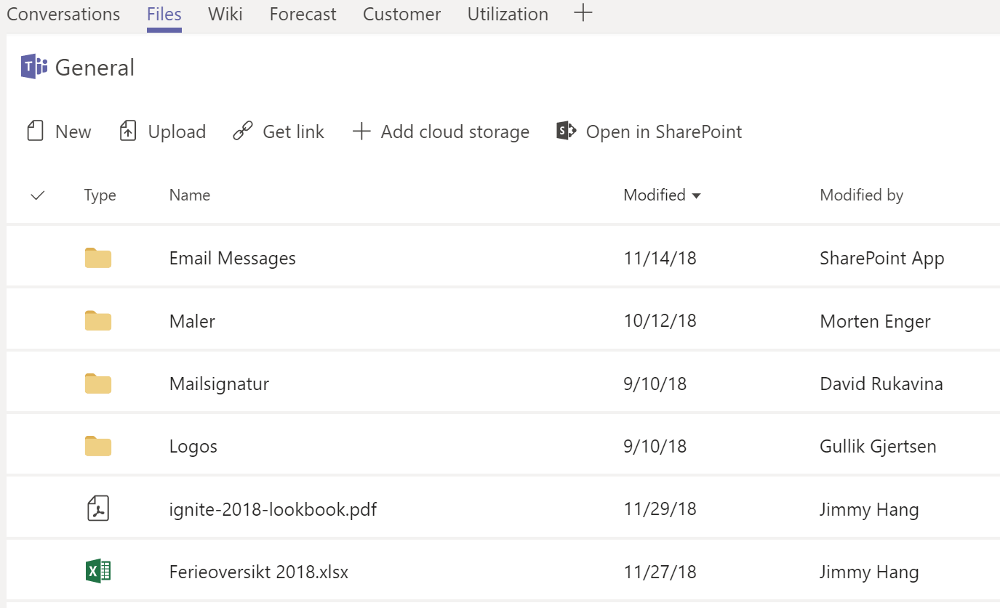 Conversations Files Wiki Forecast Customer Utilization
General
New Upload Get link Add cloud storage Open in SharePoint
Type Name Modified Modified by
Email Messages 11/14/18 SharePoint App
Maler 10/12/18 Morten Enger
Mailsignatur 9/10/18 David Rukavina
Logos 9/10/18 Gullik Gjertsen
ignite-2018-lookbook.pdf 11/29/18 Jimmy Hang
Ferieoversikt 2018.xlsx 11/27/18 Jimmy Hang